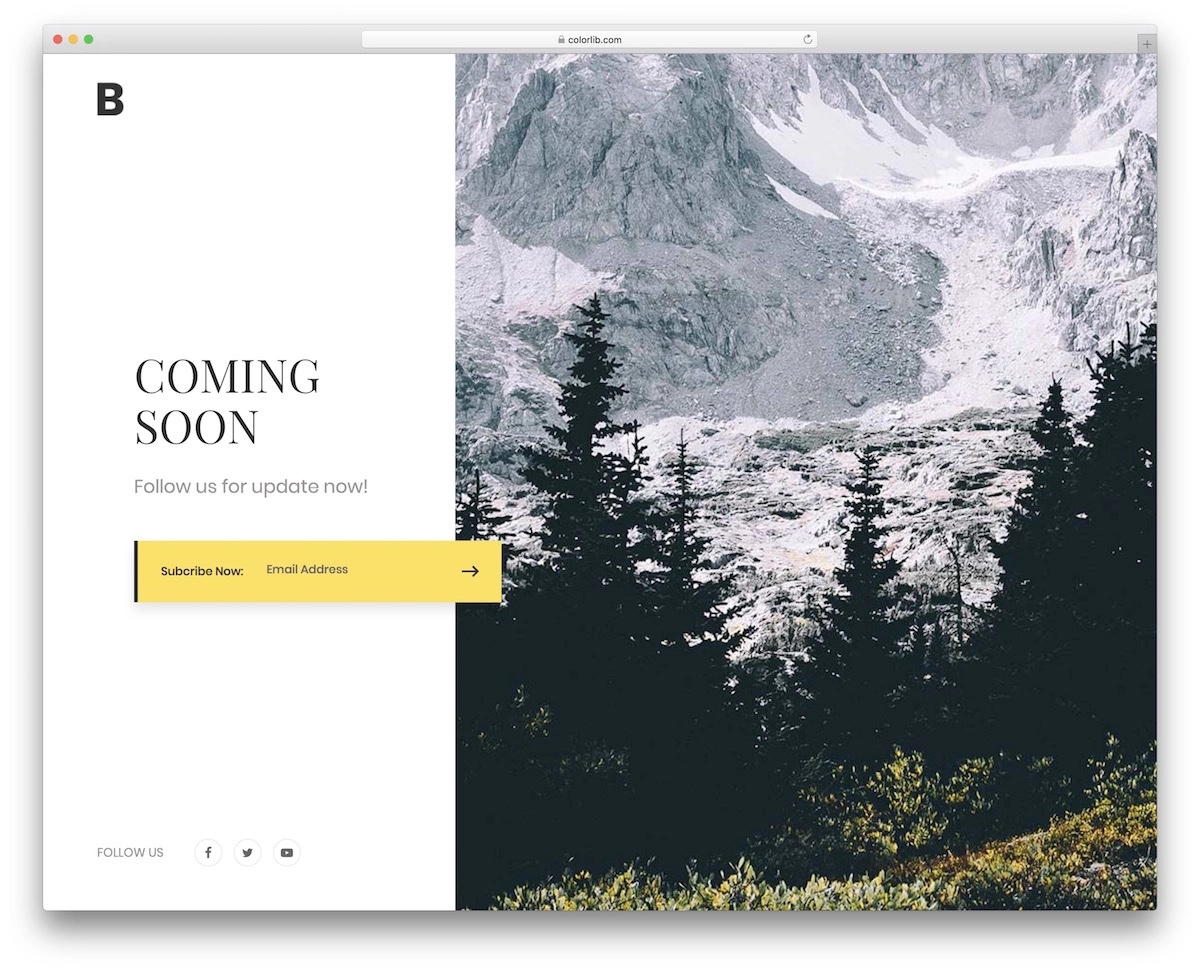 colorlib.com
B
COMING
SOON
Follow us for update now!
Subcribe Now: Email Address
FOLLOW US